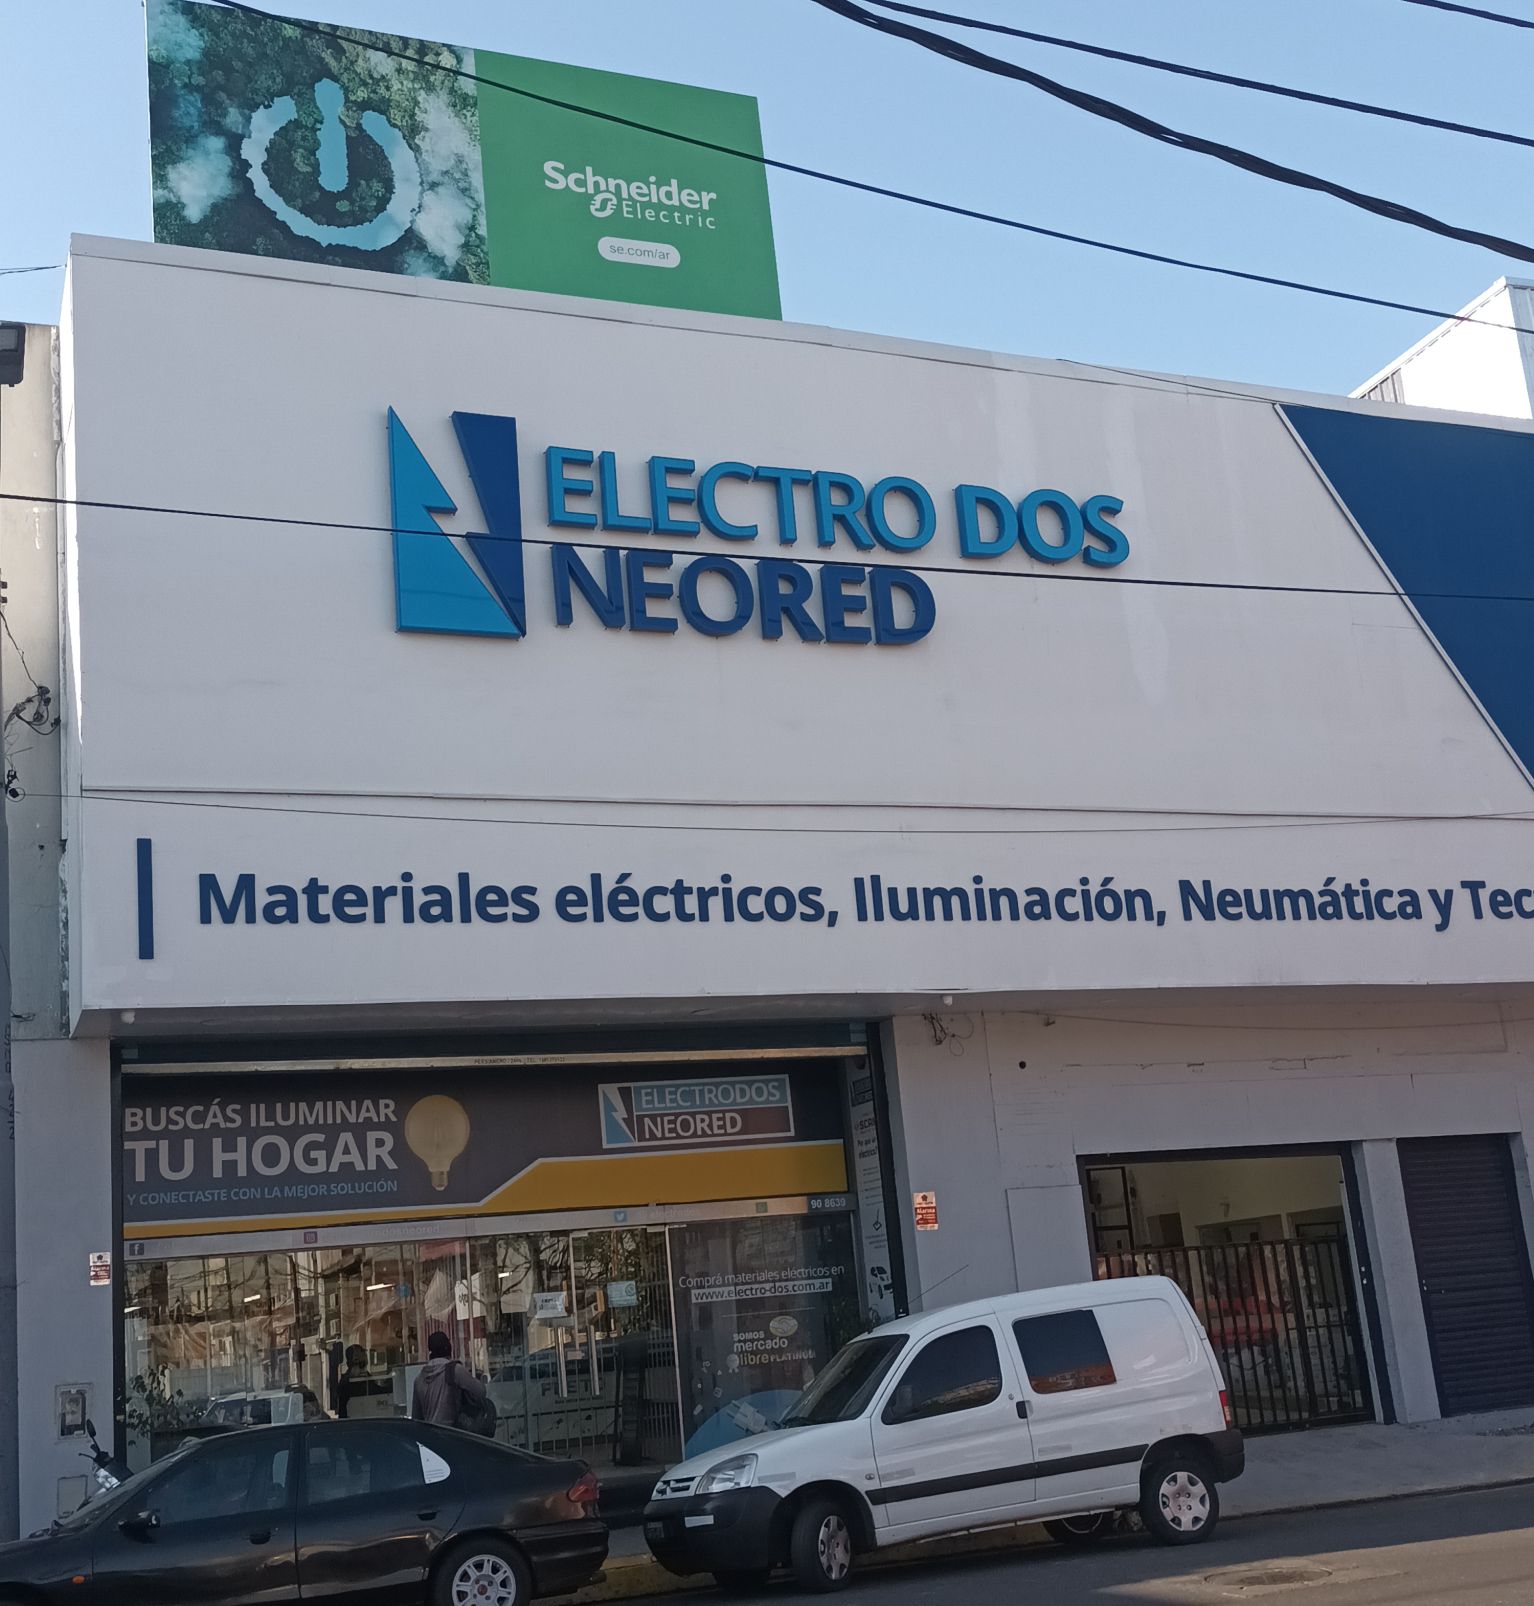 Schneider
Electric
se.com/ar
ELECTRO DOS
NEORED
Materiales eléctricos, Iluminación, Neumática y Tec
BUSCÁS ILUMINAR
TU HOGAR
Y CONECTASTE CON LA MEJOR SOLUCIÓN
ELECTRODOS
NEORED
90 8639
Alarma
Comprá materiales eléctricos en
www.electro-dos.com.ar
SOMOS
mercado
libre PLATINUM